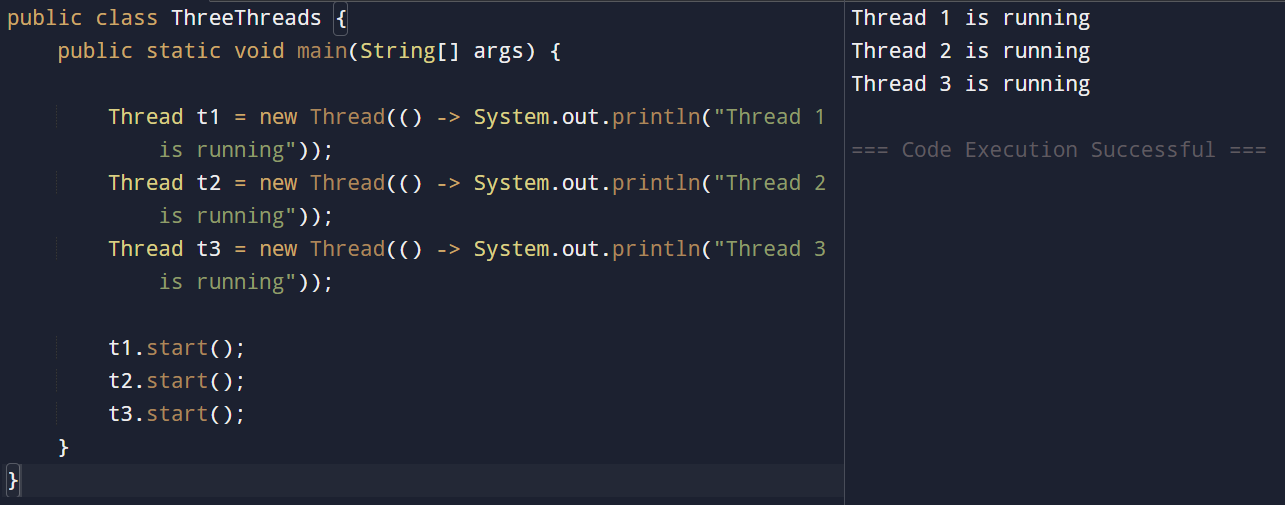 public class ThreeThreads {
    public static void main(String[] args) {

        Thread t1 = new Thread(() -> System.out.println("Thread 1
            is running"));
        Thread t2 = new Thread(() -> System.out.println("Thread 2
            is running"));
        Thread t3 = new Thread(() -> System.out.println("Thread 3
            is running"));

        t1.start();
        t2.start();
        t3.start();
    }
}
Thread 1 is running
Thread 2 is running
Thread 3 is running

=== Code Execution Successful ===